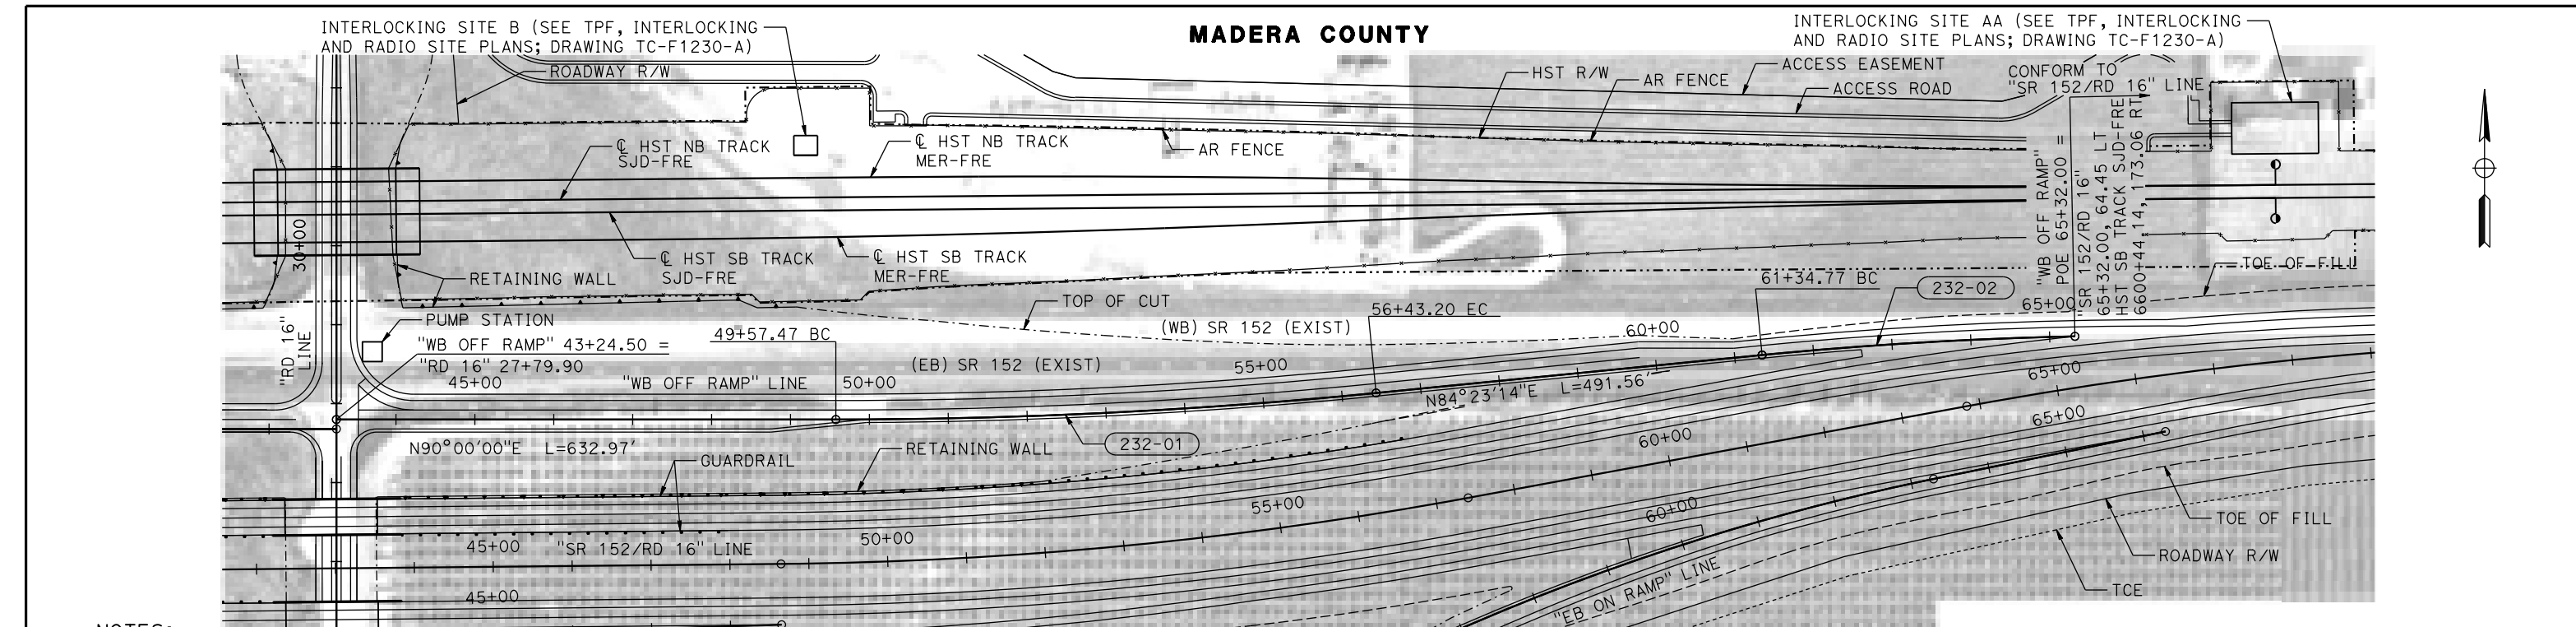 INTERLOCKING SITE B (SEE TPF, INTERLOCKING
AND RADIO SITE PLANS; DRAWING TC-F1230-A)
MADERA COUNTY
INTERLOCKING SITE AA (SEE TPF, INTERLOCKING
AND RADIO SITE PLANS; DRAWING TC-F1230-A)
ROADWAY R/W
HST R/W
AR FENCE
ACCESS EASEMENT
ACCESS ROAD
CONFORM TO
"SR 152/RD 16" LINE
℄ HST NB TRACK
SJD-FRE
℄ HST NB TRACK
MER-FRE
AR FENCE
"WB OFF RAMP"
POE 65+32.00 =
"SR 152/RD 16"
65+32.00, 64.45 LT
HST SB TRACK SJD-FRE
6600+44.14, 173.06 RT
30+00
RETAINING WALL
℄ HST SB TRACK
SJD-FRE
℄ HST SB TRACK
MER-FRE
TOE OF FILL
61+34.77 BC
232-02
65+00
TOP OF CUT
56+43.20 EC
(WB) SR 152 (EXIST)
60+00
PUMP STATION
"RD 16"
LINE
"WB OFF RAMP" 43+24.50 =
"RD 16" 27+79.90
49+57.47 BC
(EB) SR 152 (EXIST)
55+00
45+00
"WB OFF RAMP" LINE
50+00
N84°23'14"E L=491.56'
65+00
65+00
N90°00'00"E L=632.97'
GUARDRAIL
RETAINING WALL
232-01
60+00
55+00
60+00
TOE OF FILL
45+00
"SR 152/RD 16" LINE
50+00
ROADWAY R/W
"EB ON RAMP" LINE
TCE
45+00
NOTES: